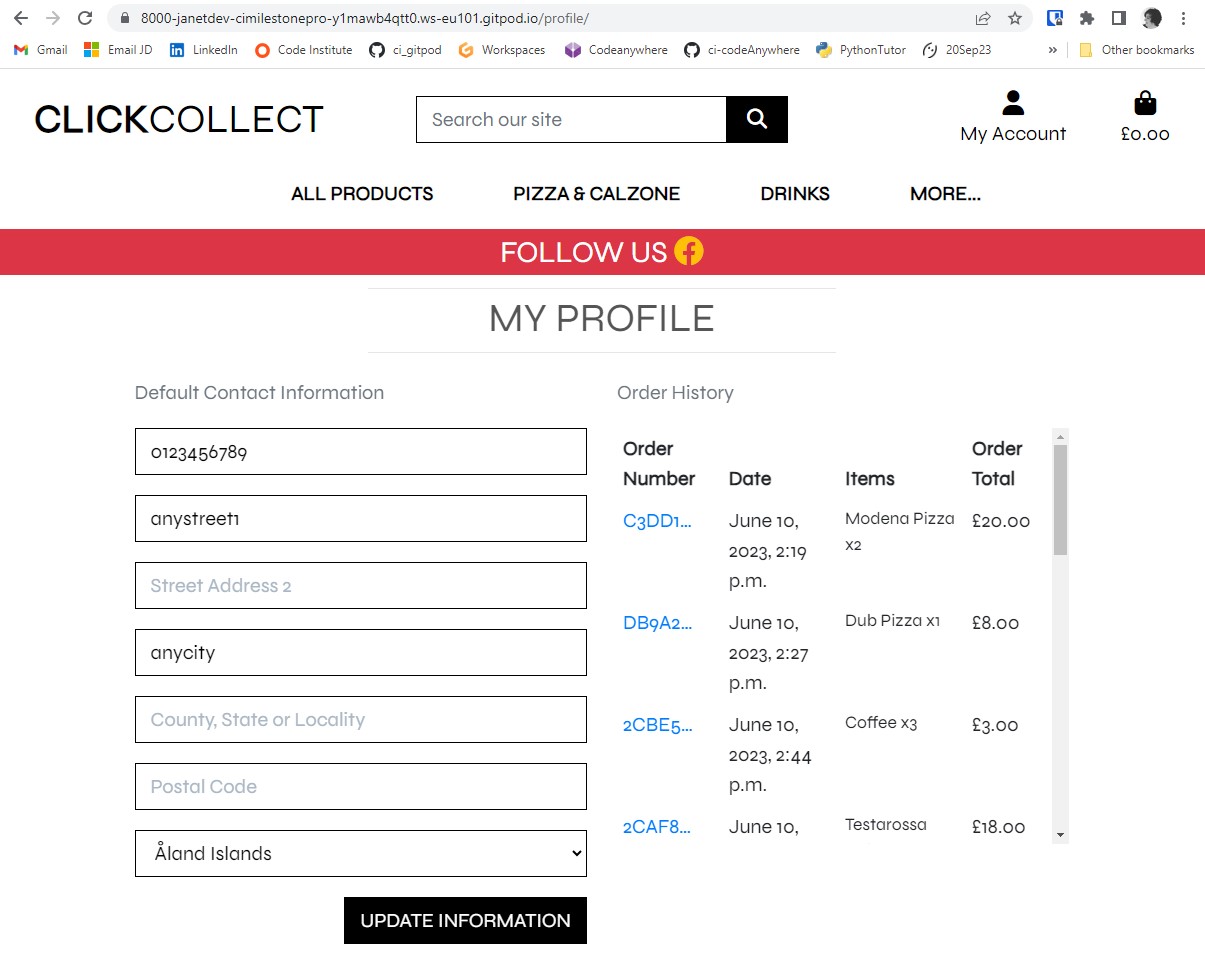 8000-janetdev-cimilestonepro-y1mawb4qtt0.ws-eu101.gitpod.io/profile/
Gmail Email JD LinkedIn Code Institute ci_gitpod Workspaces Codeanywhere ci-codeAnywhere PythonTutor 20Sep23 » Other bookmarks
CLICKCOLLECT
Search our site
My Account
£0.00
ALL PRODUCTS PIZZA & CALZONE DRINKS MORE...
FOLLOW US
MY PROFILE
Default Contact Information
0123456789
anystreet1
Street Address 2
anycity
County, State or Locality
Postal Code
Åland Islands
UPDATE INFORMATION
Order History
Order Number Date Items Order Total
C3DD1... June 10, 2023, 2:19 p.m. Modena Pizza x2 £20.00
DB9A2... June 10, 2023, 2:27 p.m. Dub Pizza x1 £8.00
2CBE5... June 10, 2023, 2:44 p.m. Coffee x3 £3.00
2CAF8... June 10, Testarossa £18.00